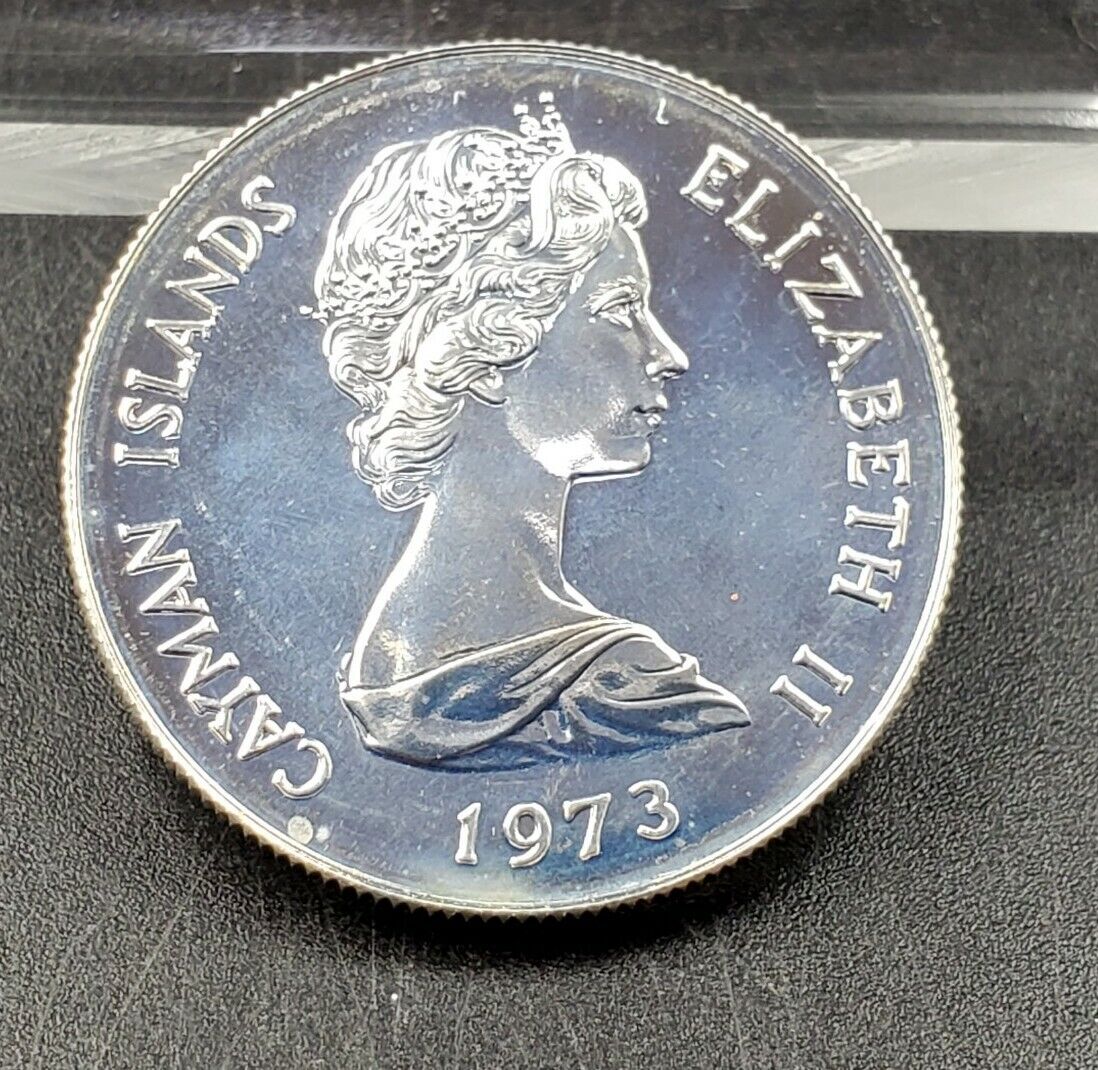 CAYMAN ISLANDS
ELIZABETH II
1973